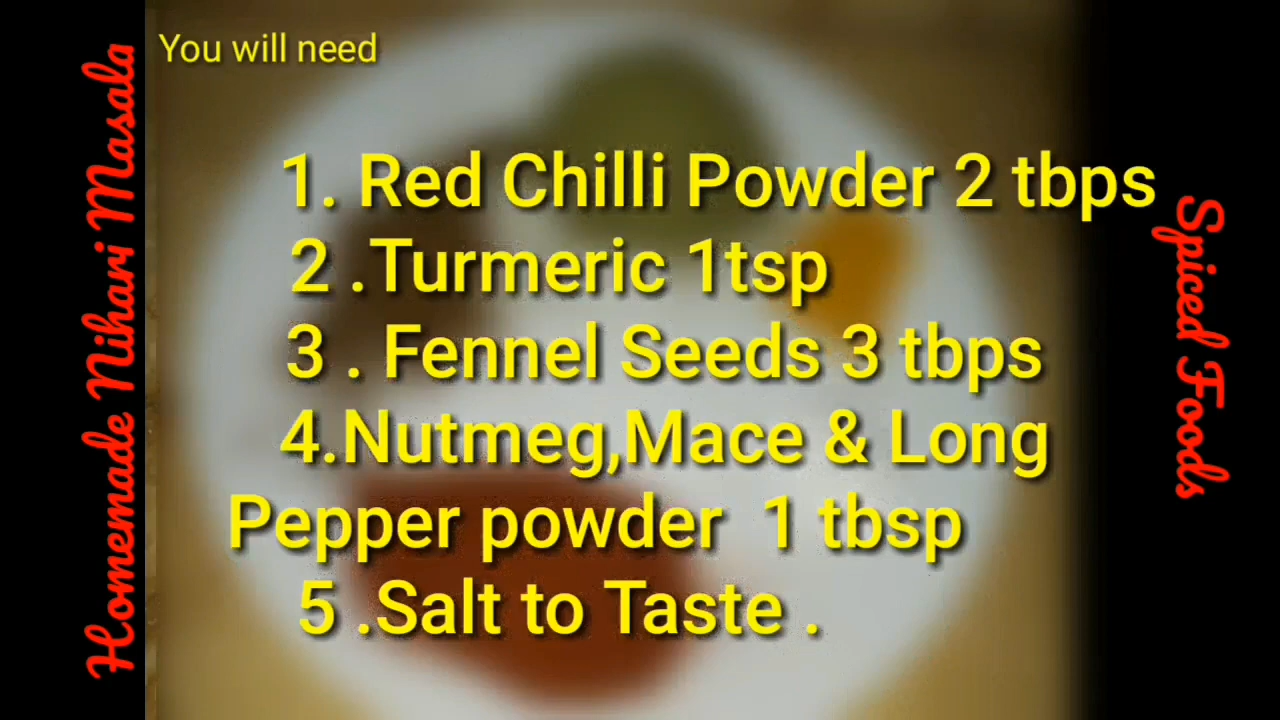 You will need
1. Red Chilli Powder 2 tbps
2 .Turmeric 1tsp
3 . Fennel Seeds 3 tbps
4.Nutmeg,Mace & Long
Pepper powder 1 tbsp
5 .Salt to Taste .
Homemade Nihari Masala
Spiced Foods